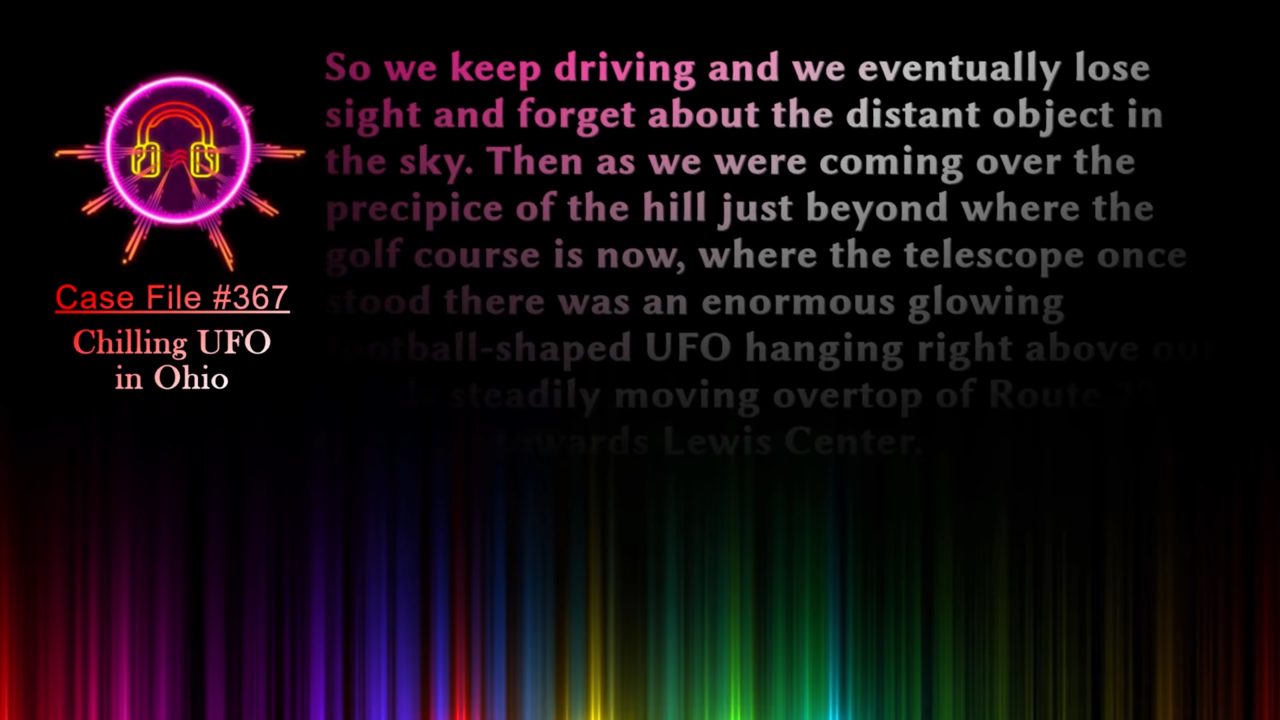 Case File #367
Chilling UFO
in Ohio
So we keep driving and we eventually lose
sight and forget about the distant object in
the sky. Then as we were coming over the
precipice of the hill just beyond where the
golf course is now, where the telescope once
stood there was an enormous glowing
football-shaped UFO hanging right above our
steadily moving overtop of Route
towards Lewis Center.